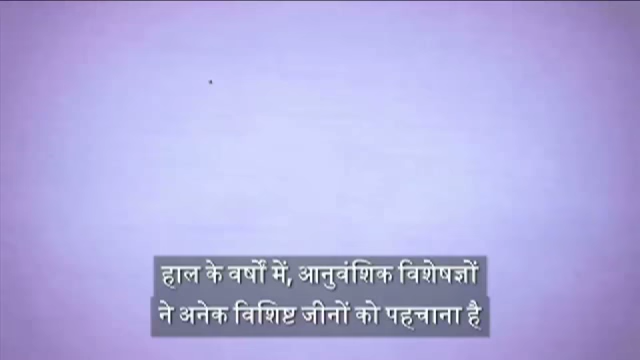 हाल के वर्षों में, आनुवंशिक विशेषज्ञों
ने अनेक विशिष्ट जीनों को पहचाना है